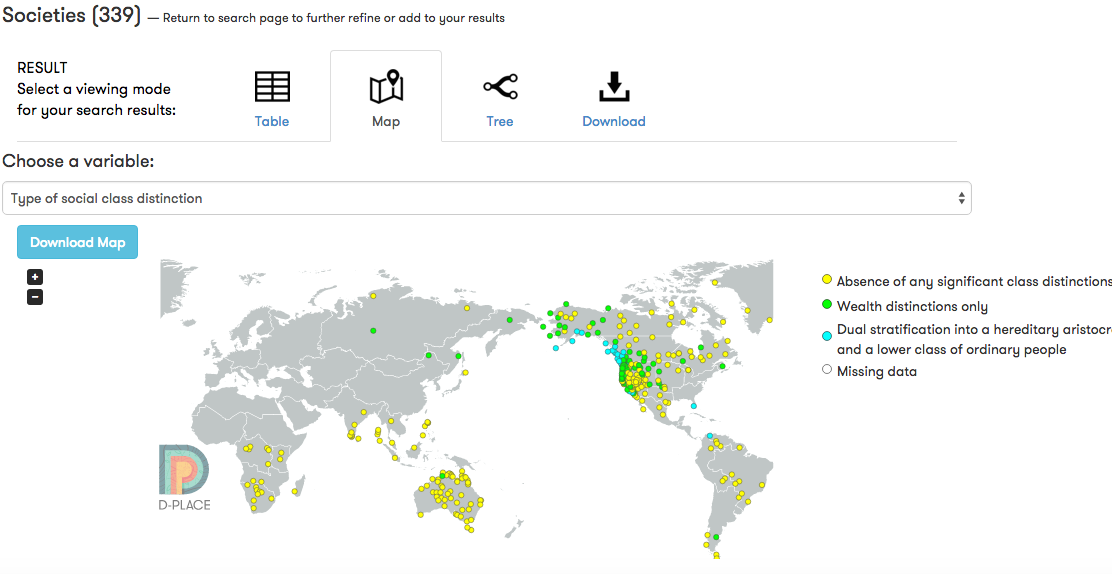 Societies (339) — Return to search page to further refine or add to your results
RESULT
Select a viewing mode
for your search results:
Table
Map
Tree
Download
Choose a variable:
Type of social class distinction
Download Map
+
−
Absence of any significant class distinctions
Wealth distinctions only
Dual stratification into a hereditary aristocr
and a lower class of ordinary people
Missing data
D-PLACE